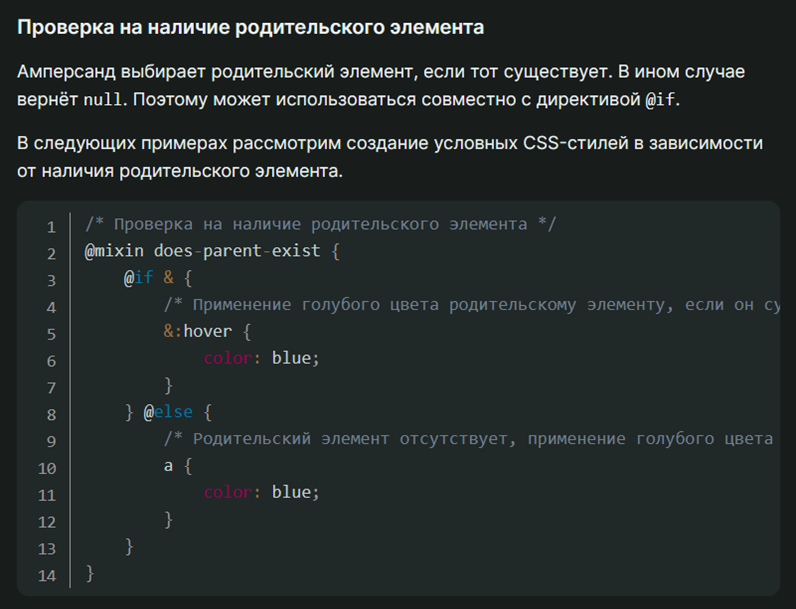 Проверка на наличие родительского элемента
Амперсанд выбирает родительский элемент, если тот существует. В ином случае
вернёт null. Поэтому может использоваться совместно с директивой @if.
В следующих примерах рассмотрим создание условных CSS-стилей в зависимости
от наличия родительского элемента.
1 /* Проверка на наличие родительского элемента */
2 @mixin does-parent-exist {
3 @if & {
4 /* Применение голубого цвета родительскому элементу, если он
5 &:hover {
6 color: blue;
7 }
8 } @else {
9 /* Родительский элемент отсутствует, применение голубого цвета
10 a {
11 color: blue;
12 }
13 }
14 }